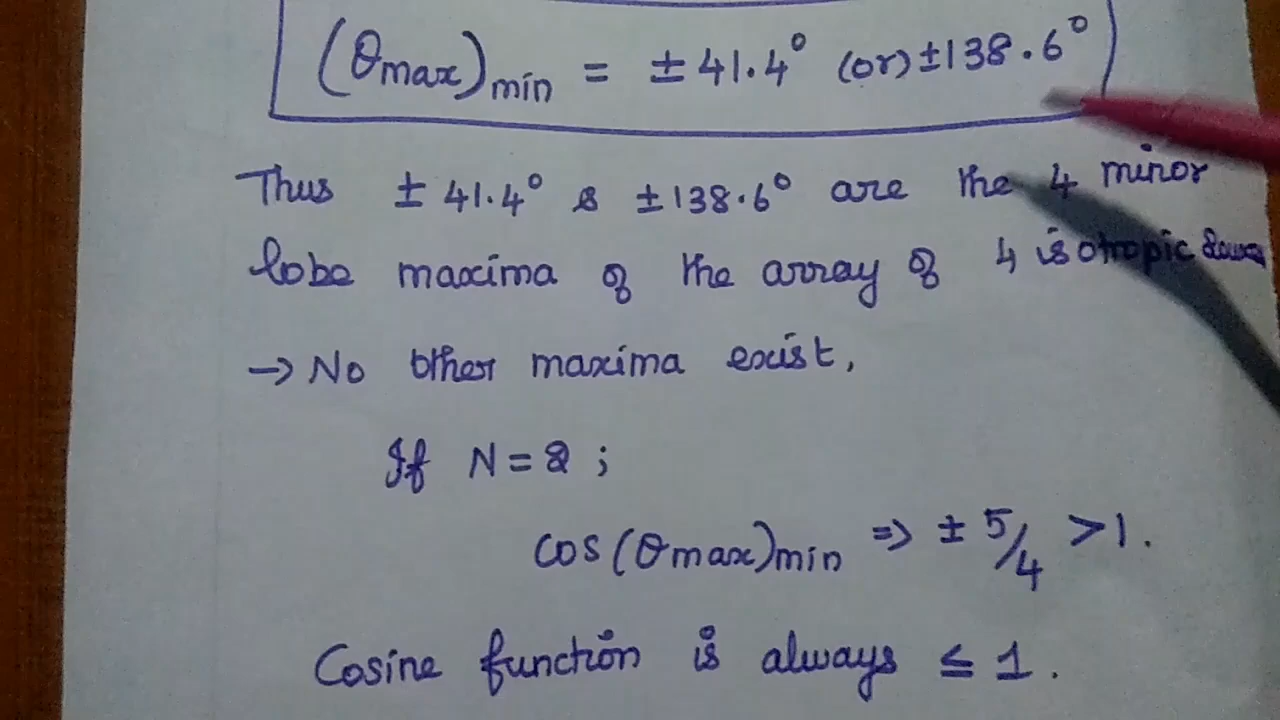 (θmax)min = ± 41.4° (or) ± 138.6°
Thus ± 41.4° & ± 138.6° are the 4 minor
lobe maxima of the array of 4 isotropic
→ No other maxima exist,
If N = 2 ;
cos (θmax)min ⇒ ± 5/4 > 1.
Cosine function is always ≤ 1.